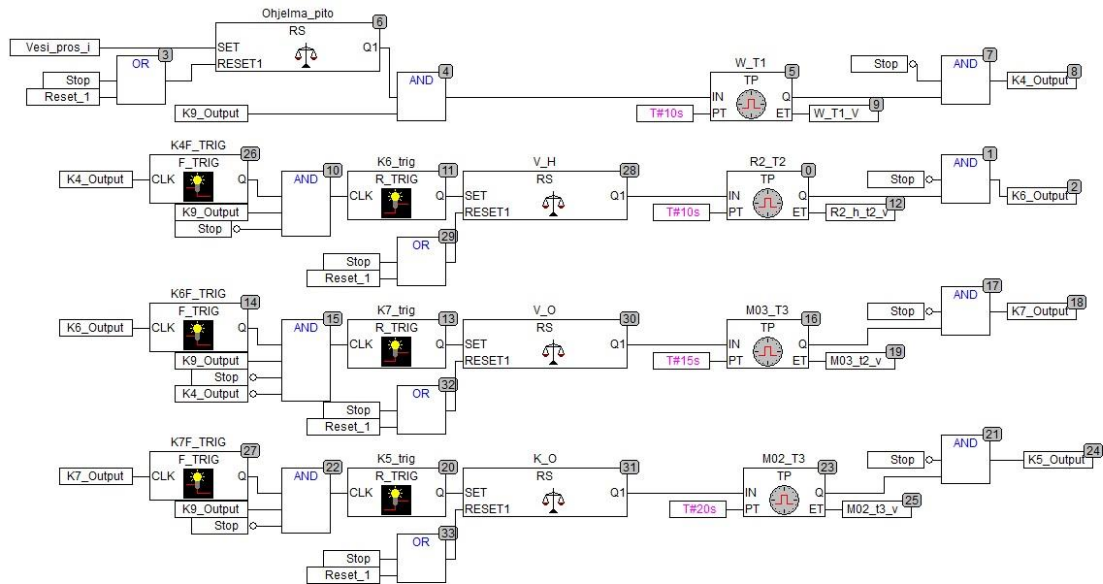 Ohjelma_pito
6
RS
Vesi_pros_i
SET
Q1
RESET1
3
OR
Stop
Reset_1
4
AND
K9_Output
W_T1
5
TP
IN
Q
PT
ET
T#10s
9
W_T1_V
Stop
7
AND
8
K4_Output
K4F_TRIG
26
F_TRIG
K4_Output
CLK
Q
10
AND
K9_Output
Stop
K6_trig
11
R_TRIG
CLK
Q
V_H
28
RS
SET
Q1
RESET1
29
OR
Stop
Reset_1
R2_T2
0
TP
IN
Q
PT
ET
T#10s
12
R2_h_t2_v
Stop
1
AND
2
K6_Output
K6F_TRIG
14
F_TRIG
K6_Output
CLK
Q
15
AND
K9_Output
Stop
K4_Output
K7_trig
13
R_TRIG
CLK
Q
V_O
30
RS
SET
Q1
RESET1
32
OR
Stop
Reset_1
M03_T3
16
TP
IN
Q
PT
ET
T#15s
19
M03_t2_v
Stop
17
AND
18
K7_Output
K7F_TRIG
27
F_TRIG
K7_Output
CLK
Q
22
AND
K9_Output
Stop
K5_trig
20
R_TRIG
CLK
Q
K_O
31
RS
SET
Q1
RESET1
33
OR
Stop
Reset_1
M02_T3
23
TP
IN
Q
PT
ET
T#20s
25
M02_t3_v
Stop
21
AND
24
K5_Output